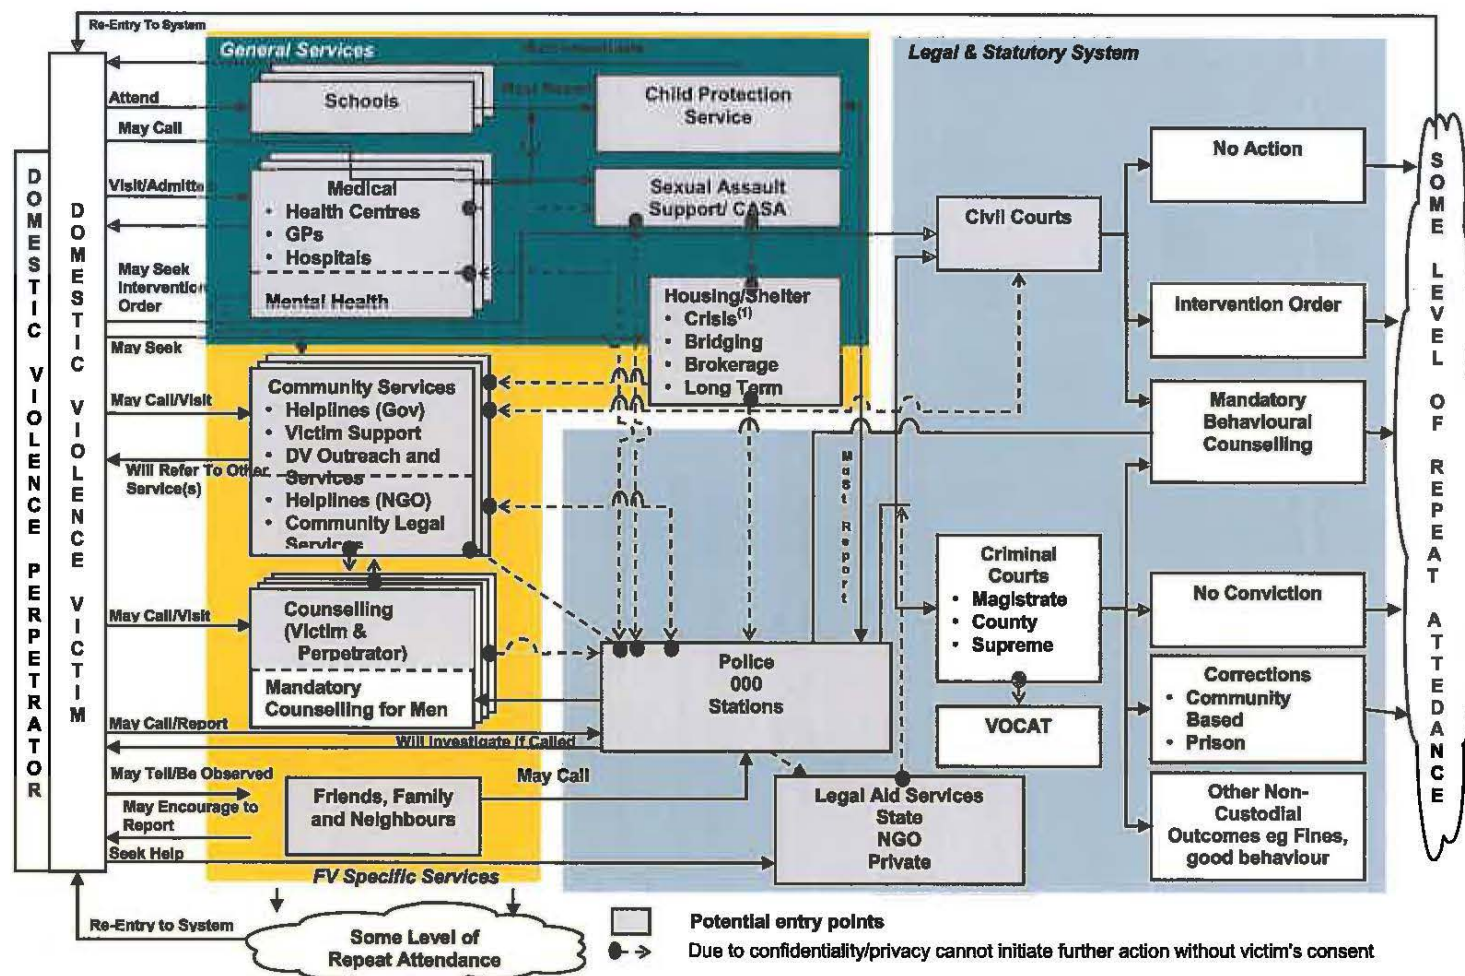 Re-Entry To System
General Services
Legal & Statutory System
Attend
May Call
Visit/Admitte
May Seek
Intervention
Order
May Seek
May Call/Visit
Will Refer To Other
Service(s)
May Call/Visit
May Call/Report
Will Investigate if Called
May Tell/Be Observed
May Encourage to
Report
Seek Help
Re-Entry to System
DOMESTIC VIOLENCE PERPETRATOR
DOMESTIC VIOLENCE VICTIM
Schools
Must Report
Child Protection
Service
Medical
• Health Centres
• GPs
• Hospitals
Mental Health
Sexual Assault
Support/ CASA
Housing/Shelter
• Crisis(1)
• Bridging
• Brokerage
• Long Term
Community Services
• Helplines (Gov)
• Victim Support
• DV Outreach and
Services
• Helplines (NGO)
• Community Legal
Services
Counselling
(Victim &
Perpetrator)
Mandatory
Counselling for Men
Friends, Family
and Neighbours
May Call
FV Specific Services
Some Level of
Repeat Attendance
Police
000
Stations
Must Report
Legal Aid Services
State
NGO
Private
Civil Courts
Criminal
Courts
• Magistrate
• County
• Supreme
VOCAT
No Action
Intervention Order
Mandatory
Behavioural
Counselling
No Conviction
Corrections
• Community
Based
• Prison
Other Non-
Custodial
Outcomes eg Fines,
good behaviour
SOME LEVEL OF REPEAT ATTEDANCE
Potential entry points
Due to confidentiality/privacy cannot initiate further action without victim's consent